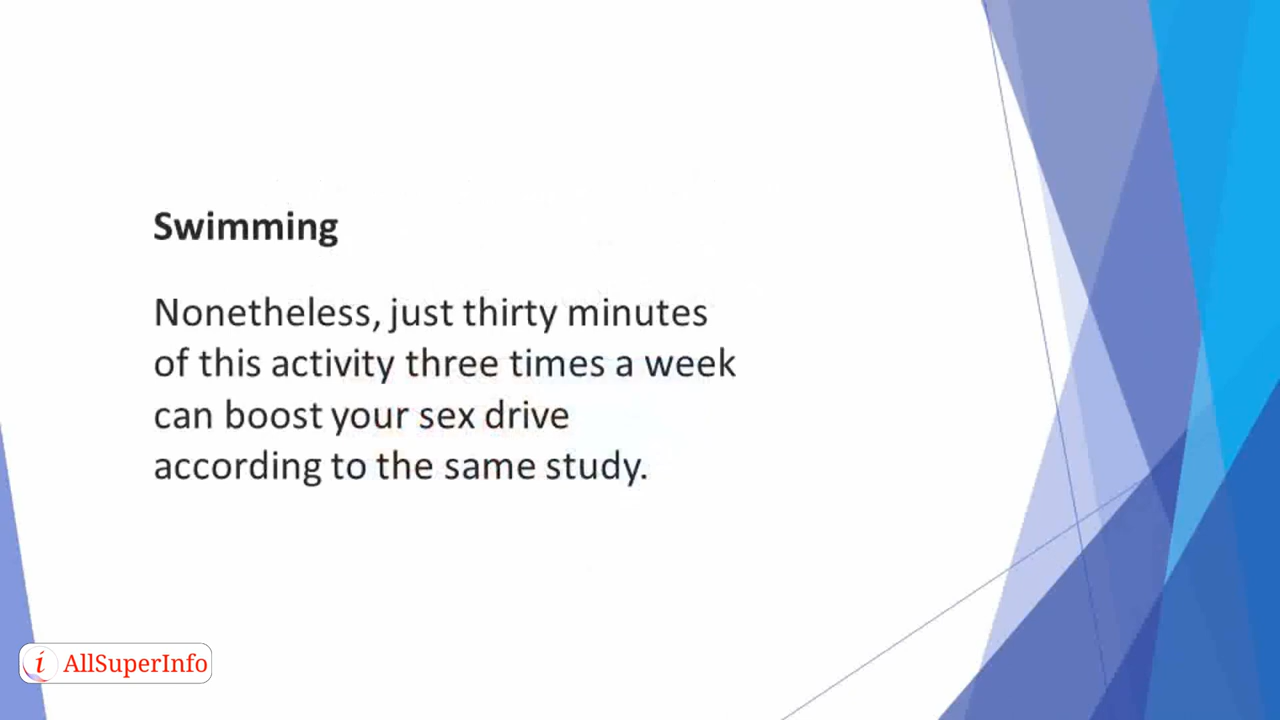 Swimming
Nonetheless, just thirty minutes
of this activity three times a week
can boost your sex drive
according to the same study.
i AllSuperInfo